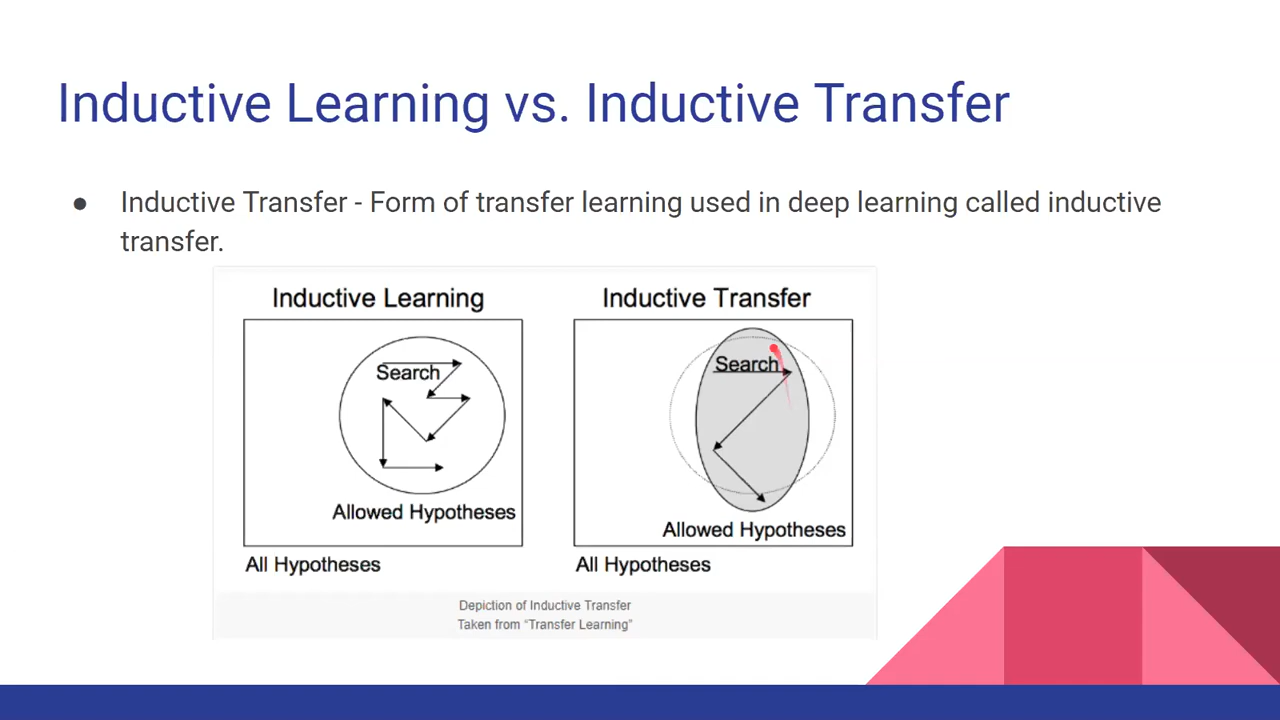 Inductive Learning vs. Inductive Transfer
● Inductive Transfer - Form of transfer learning used in deep learning called inductive
transfer.
Inductive Learning
Search
Allowed Hypotheses
All Hypotheses
Inductive Transfer
Search
Allowed Hypotheses
All Hypotheses
Depiction of Inductive Transfer
Taken from “Transfer Learning”